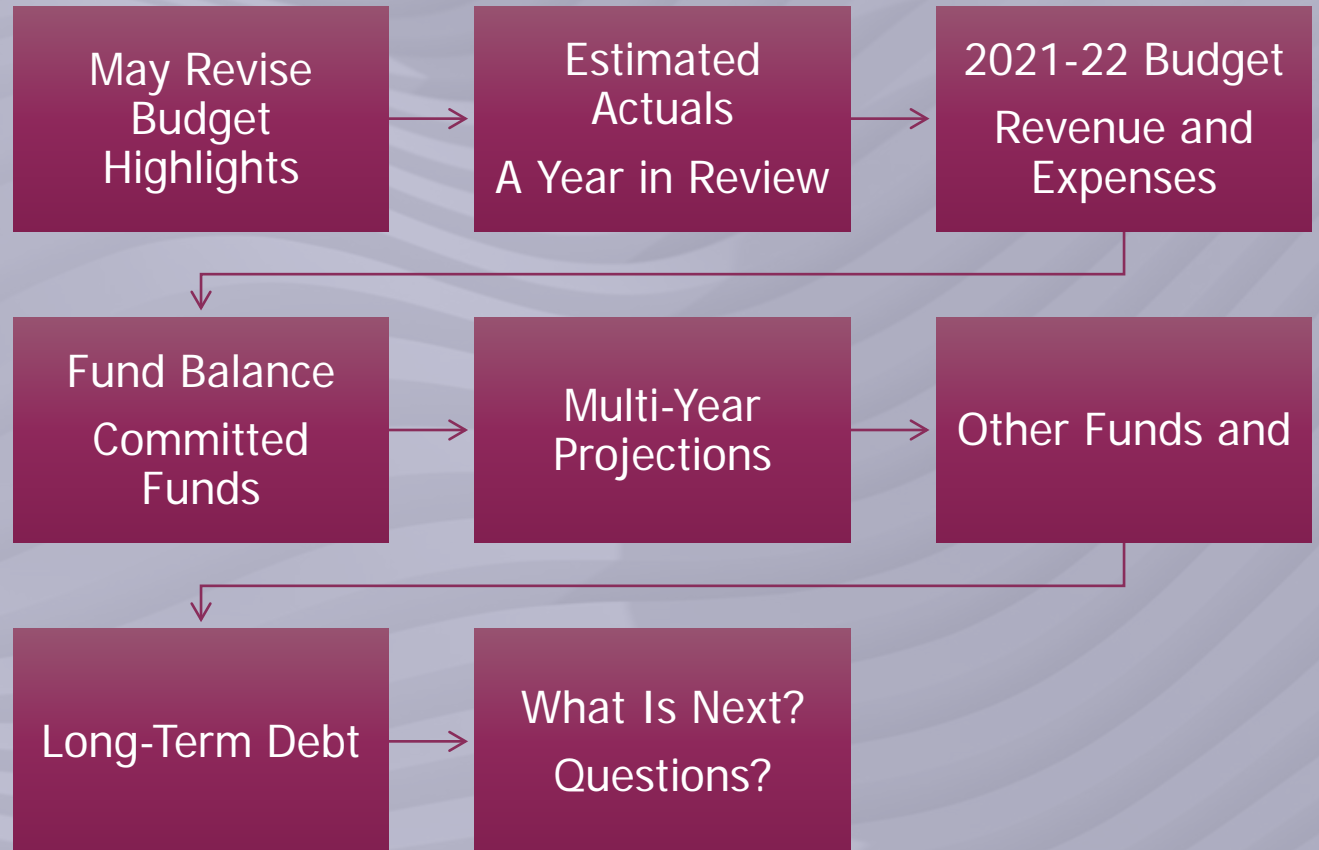 May Revise
Budget
Highlights
Estimated
Actuals
A Year in Review
2021-22 Budget
Revenue and
Expenses
Fund Balance
Committed
Funds
Multi-Year
Projections
Other Funds and
Long-Term Debt
What Is Next?
Questions?